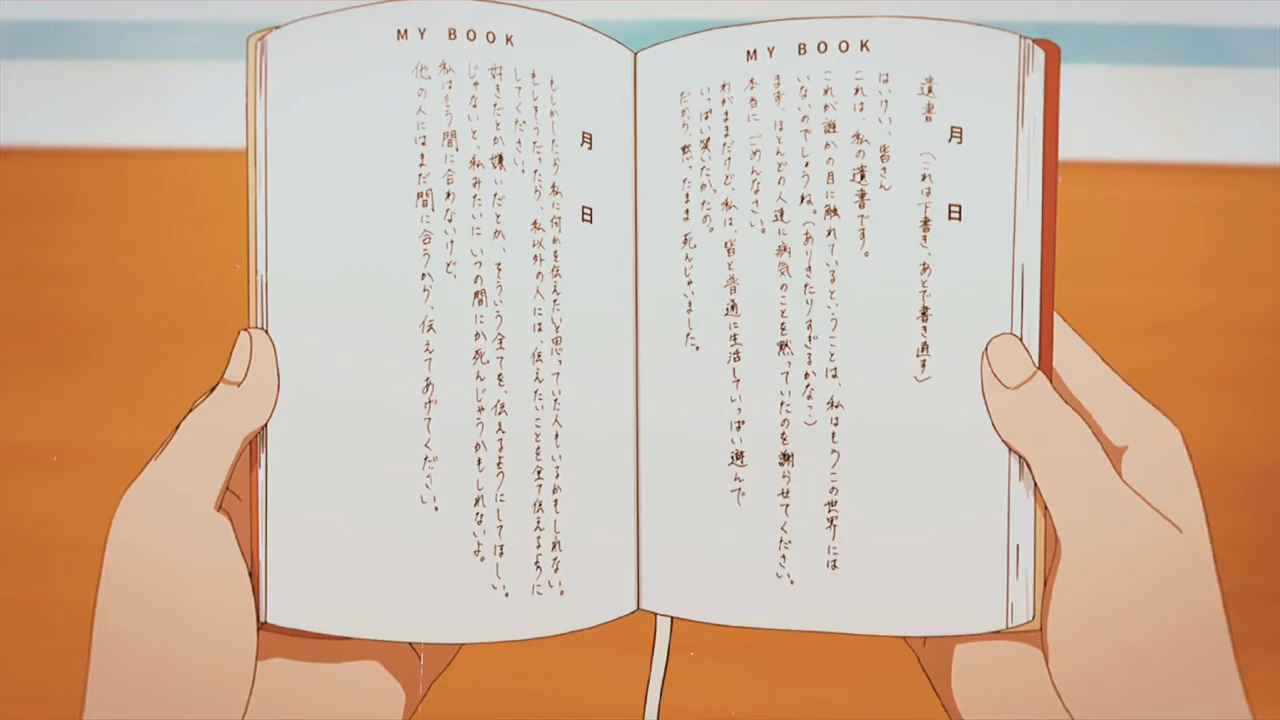 MY BOOK
月 日
遺書 (これは下書き、あとで書き直す)
はいけい、皆さん
これは、私の遺書です。
これが誰かの目に触れているということは、私はもうこの世界には
いないのでしょうね。(ありきたりすぎるかな?)
まず、ほとんどの人達に病気のことを黙っていたのを謝らせてください。
本当に ごめんなさい。
わがままだけど、私は、皆と普通に生活していっぱい遊んで
いっぱい笑いたかったの。
だから、黙ったまま 死んじゃいました。
MY BOOK
月 日
もしかしたら私に何かを伝えたいと思っていた人もいるかもしれない。
もしそうだったら、私以外の人には、伝えたいことを全て伝えるように
してください。
好きだとか嫌いだとか、そういう全てを、伝えるようにしてほしい。
じゃないと、私みたいに いつの間にか死んじゃうかもしれないよ。
私はもう間に合わないけど、
他の人にはまだ間に合うから、伝えてあげてください。